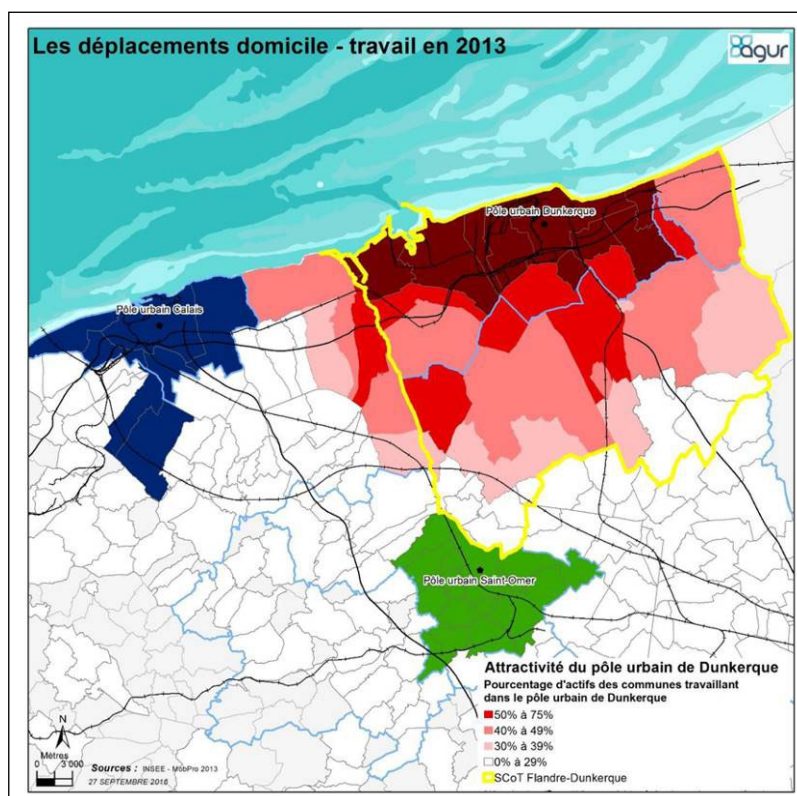 Les déplacements domicile - travail en 2013
agur
Pôle urbain Dunkerque
Pôle urbain Calais
Pôle urbain Saint-Omer
Attractivité du pôle urbain de Dunkerque
Pourcentage d'actifs des communes travaillant
dans le pôle urbain de Dunkerque
50% à 75%
40% à 49%
30% à 39%
0% à 29%
SCoT Flandre-Dunkerque
N
Mètres
0 3 000
Sources : INSEE - MobPro 2013
27 SEPTEMBRE 2016